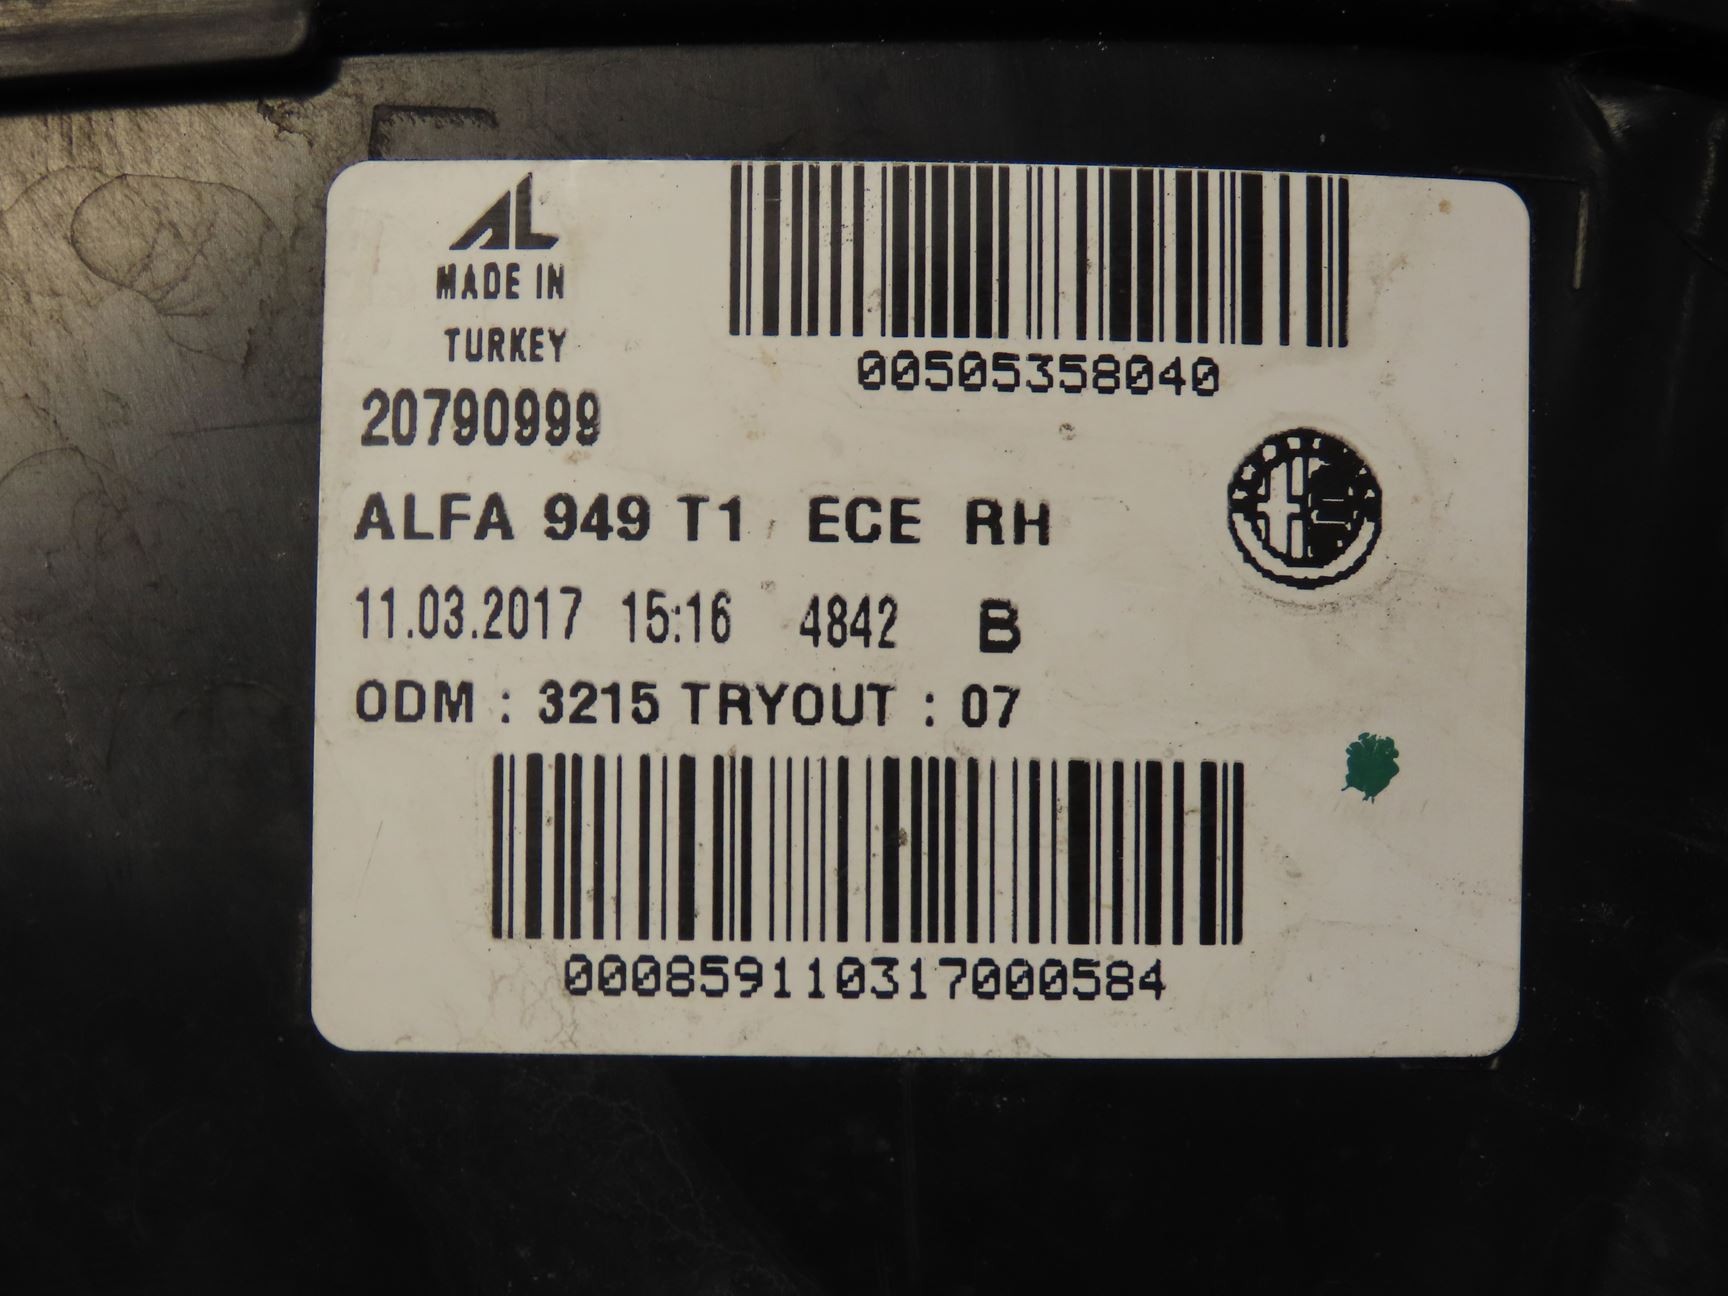 AL
MADE IN
TURKEY
00505358040
20790999
ALFA 949 T1 ECE RH
11.03.2017 15:16 4842 B
ODM : 3215 TRYOUT : 07
000859110317000584